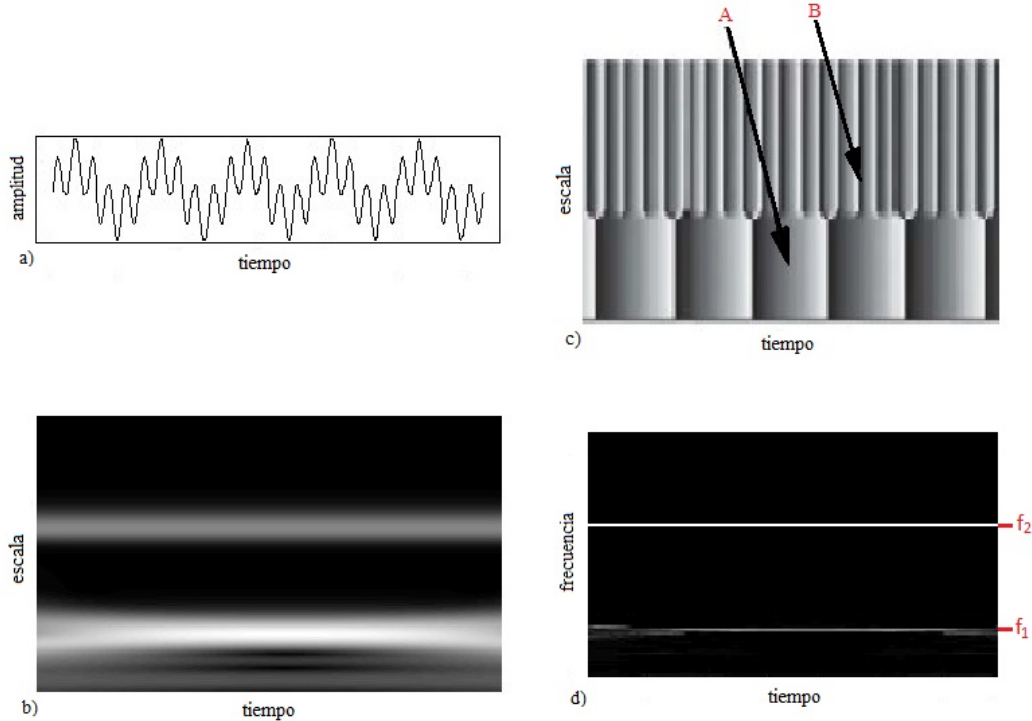 amplitud
a)
tiempo
A
B
escala
c)
tiempo
escala
b)
tiempo
frecuencia
f2
f1
d)
tiempo